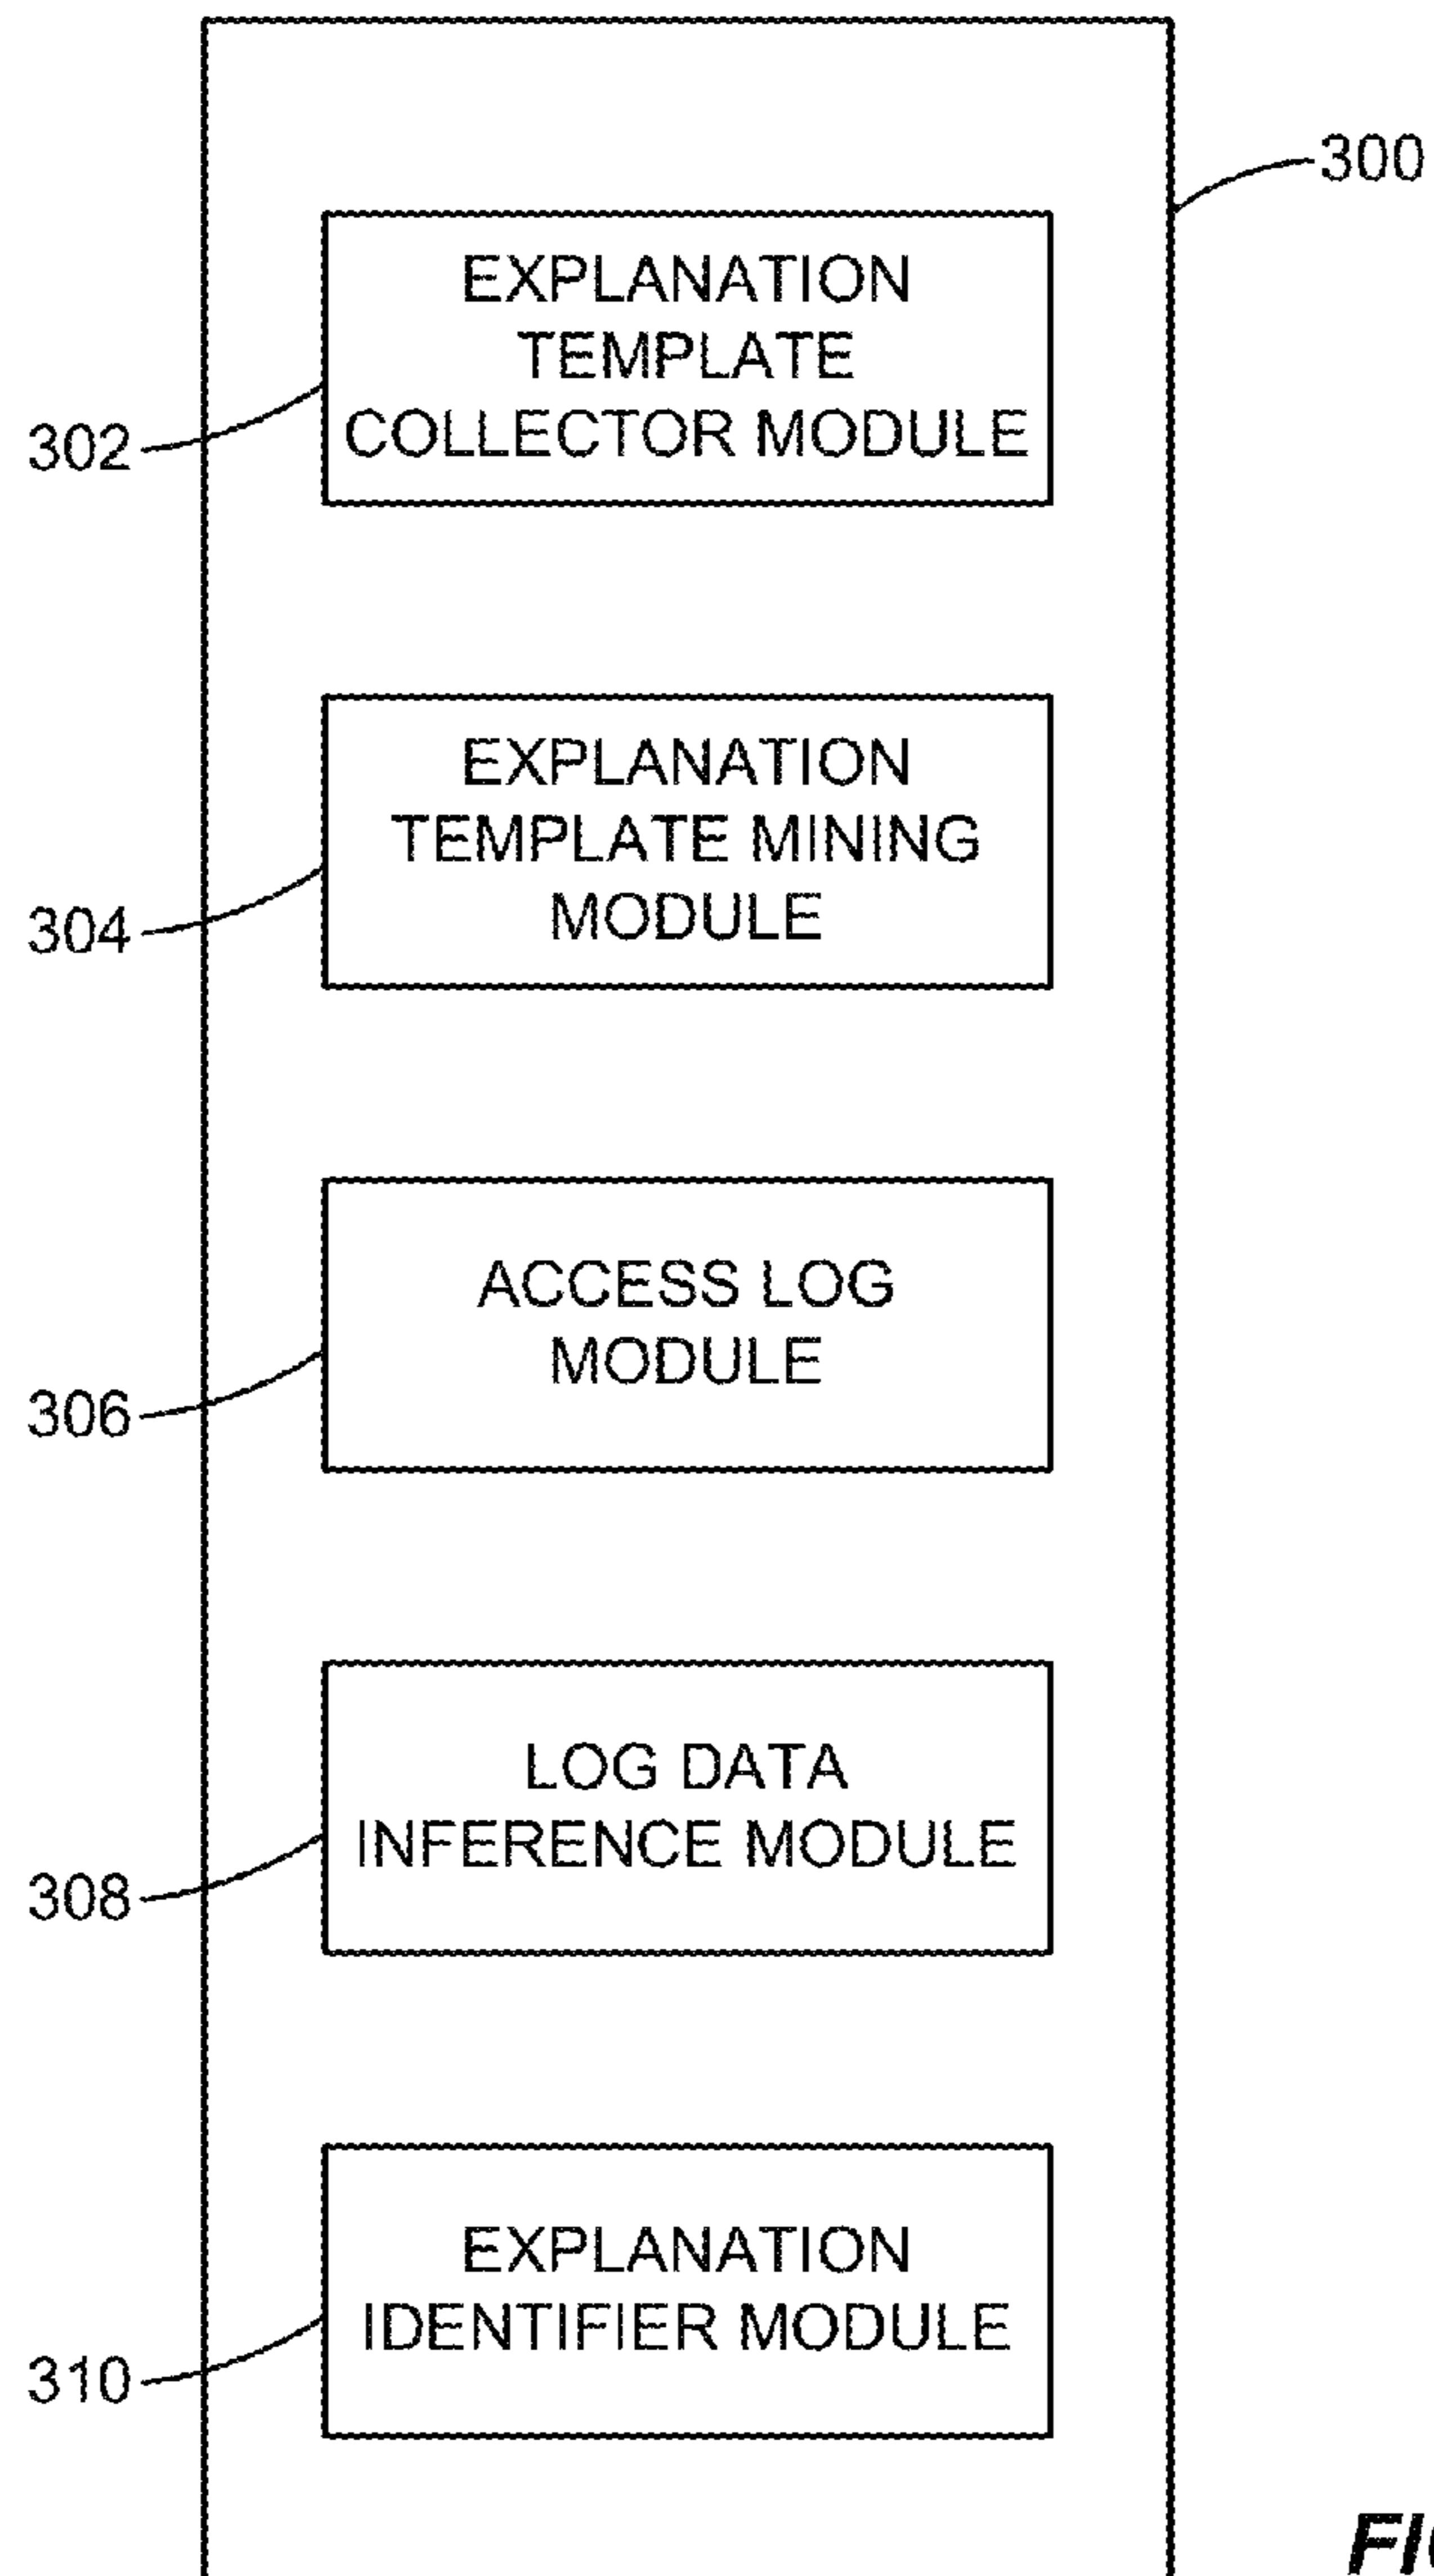 300
EXPLANATION
TEMPLATE
COLLECTOR MODULE
302
EXPLANATION
TEMPLATE MINING
MODULE
304
ACCESS LOG
MODULE
306
LOG DATA
INFERENCE MODULE
308
EXPLANATION
IDENTIFIER MODULE
310